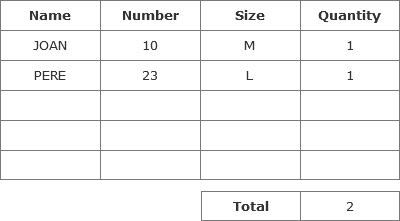 Name Number Size Quantity
JOAN 10 M 1
PERE 23 L 1
Total 2